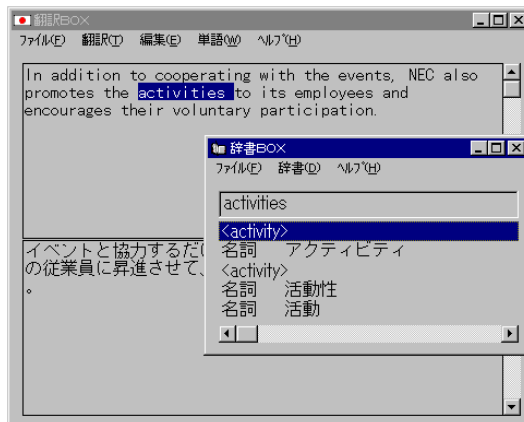 翻訳BOX
ファイル(F) 翻訳(T) 編集(E) 単語(W) ヘルプ(H)
In addition to cooperating with the events, NEC also
promotes the activities to its employees and
encourages their voluntary participation.
イベントと協力するだけ
の従業員に昇進させて、
。
辞書BOX
ファイル(F) 辞書(D) ヘルプ(H)
activities
<activity>
名詞 アクティビティ
<activity>
名詞 活動性
名詞 活動